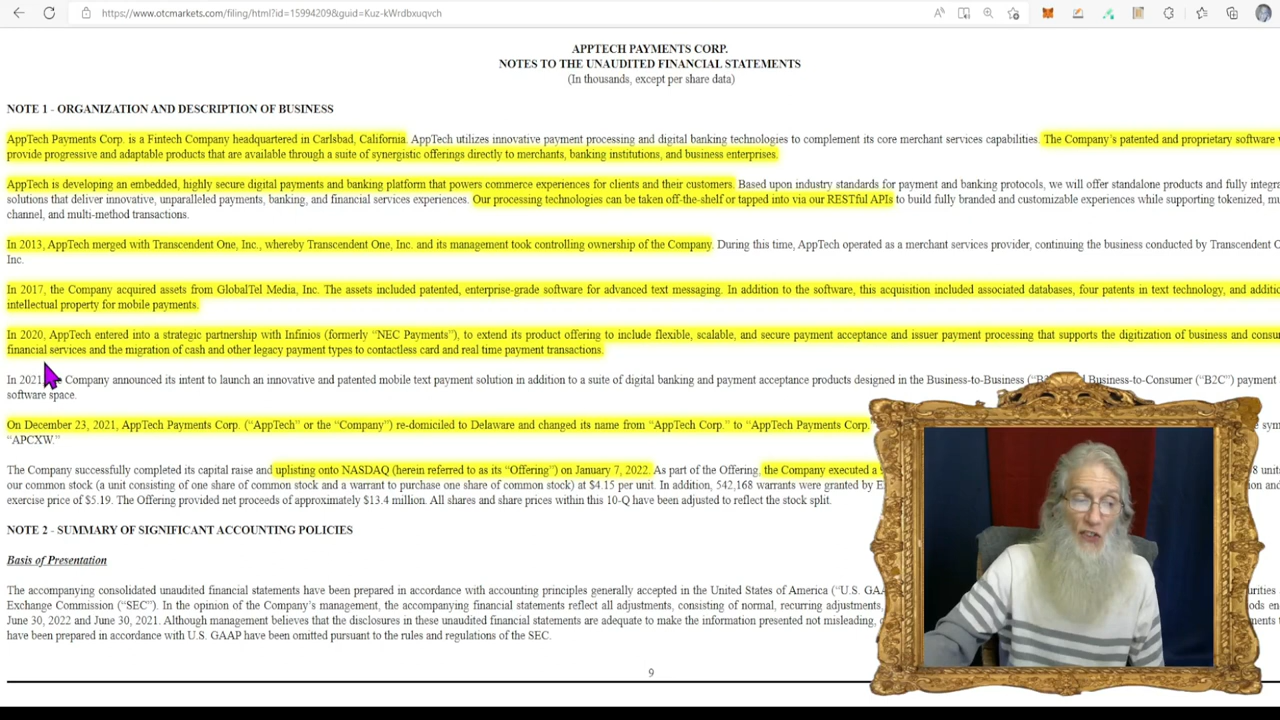 https://www.otcmarkets.com/filing/html?id=15994209&guid=Kuz-kWrdbxuqvch
APPTECH PAYMENTS CORP.
NOTES TO THE UNAUDITED FINANCIAL STATEMENTS
(In thousands, except per share data)
NOTE 1 - ORGANIZATION AND DESCRIPTION OF BUSINESS
AppTech Payments Corp. is a Fintech Company headquartered in Carlsbad, California. AppTech utilizes innovative payment processing and digital banking technologies to complement its core merchant services capabilities. The Company's patented and proprietary software
provide progressive and adaptable products that are available through a suite of synergistic offerings directly to merchants, banking institutions, and business enterprises.
AppTech is developing an embedded, highly secure digital payments and banking platform that powers commerce experiences for clients and their customers. Based upon industry standards for payment and banking protocols, we will offer standalone products and fully
solutions that deliver innovative, unparalleled payments, banking, and financial services experiences. Our processing technologies can be taken off-the-shelf or tapped into via our RESTful APIs to build fully branded and customizable experiences while supporting tokenized,
channel, and multi-method transactions.
In 2013, AppTech merged with Transcendent One, Inc., whereby Transcendent One, Inc. and its management took controlling ownership of the Company. During this time, AppTech operated as a merchant services provider, continuing the business conducted by Transcendent
Inc.
In 2017, the Company acquired assets from GlobalTel Media, Inc. The assets included patented, enterprise-grade software for advanced text messaging. In addition to the software, this acquisition included associated databases, four patents in text technology, and
intellectual property for mobile payments.
In 2020, AppTech entered into a strategic partnership with Infinios (formerly “NEC Payments”), to extend its product offering to include flexible, scalable, and secure payment acceptance and issuer payment processing that supports the digitization of business and
financial services and the migration of cash and other legacy payment types to contactless card and real time payment transactions.
In 2021, Company announced its intent to launch an innovative and patented mobile text payment solution in addition to a suite of digital banking and payment acceptance products designed in the Business-to-Business Business-to-Consumer (“B2C”) payment
software space.
On December 23, 2021, AppTech Payments Corp. (“AppTech” or the “Company”) re-domiciled to Delaware and changed its name from “AppTech Corp.” to “AppTech Payments Corp.
“APCXW.”
The Company successfully completed its capital raise and uplisting onto NASDAQ (herein referred to as its “Offering”) on January 7, 2022. As part of the Offering, the Company executed a
our common stock (a unit consisting of one share of common stock and a warrant to purchase one share of common stock) at $4.15 per unit. In addition, 542,168 warrants were granted by
exercise price of $5.19. The Offering provided net proceeds of approximately $13.4 million. All shares and share prices within this 10-Q have been adjusted to reflect the stock split.
NOTE 2 - SUMMARY OF SIGNIFICANT ACCOUNTING POLICIES
Basis of Presentation
The accompanying consolidated unaudited financial statements have been prepared in accordance with accounting principles generally accepted in the United States of America (“U.S.
Exchange Commission (“SEC”). In the opinion of the Company's management, the accompanying financial statements reflect all adjustments, consisting of normal, recurring adjustments,
June 30, 2022 and June 30, 2021. Although management believes that the disclosures in these unaudited financial statements are adequate to make the information presented not misleading,
have been prepared in accordance with U.S. GAAP have been omitted pursuant to the rules and regulations of the SEC.
9